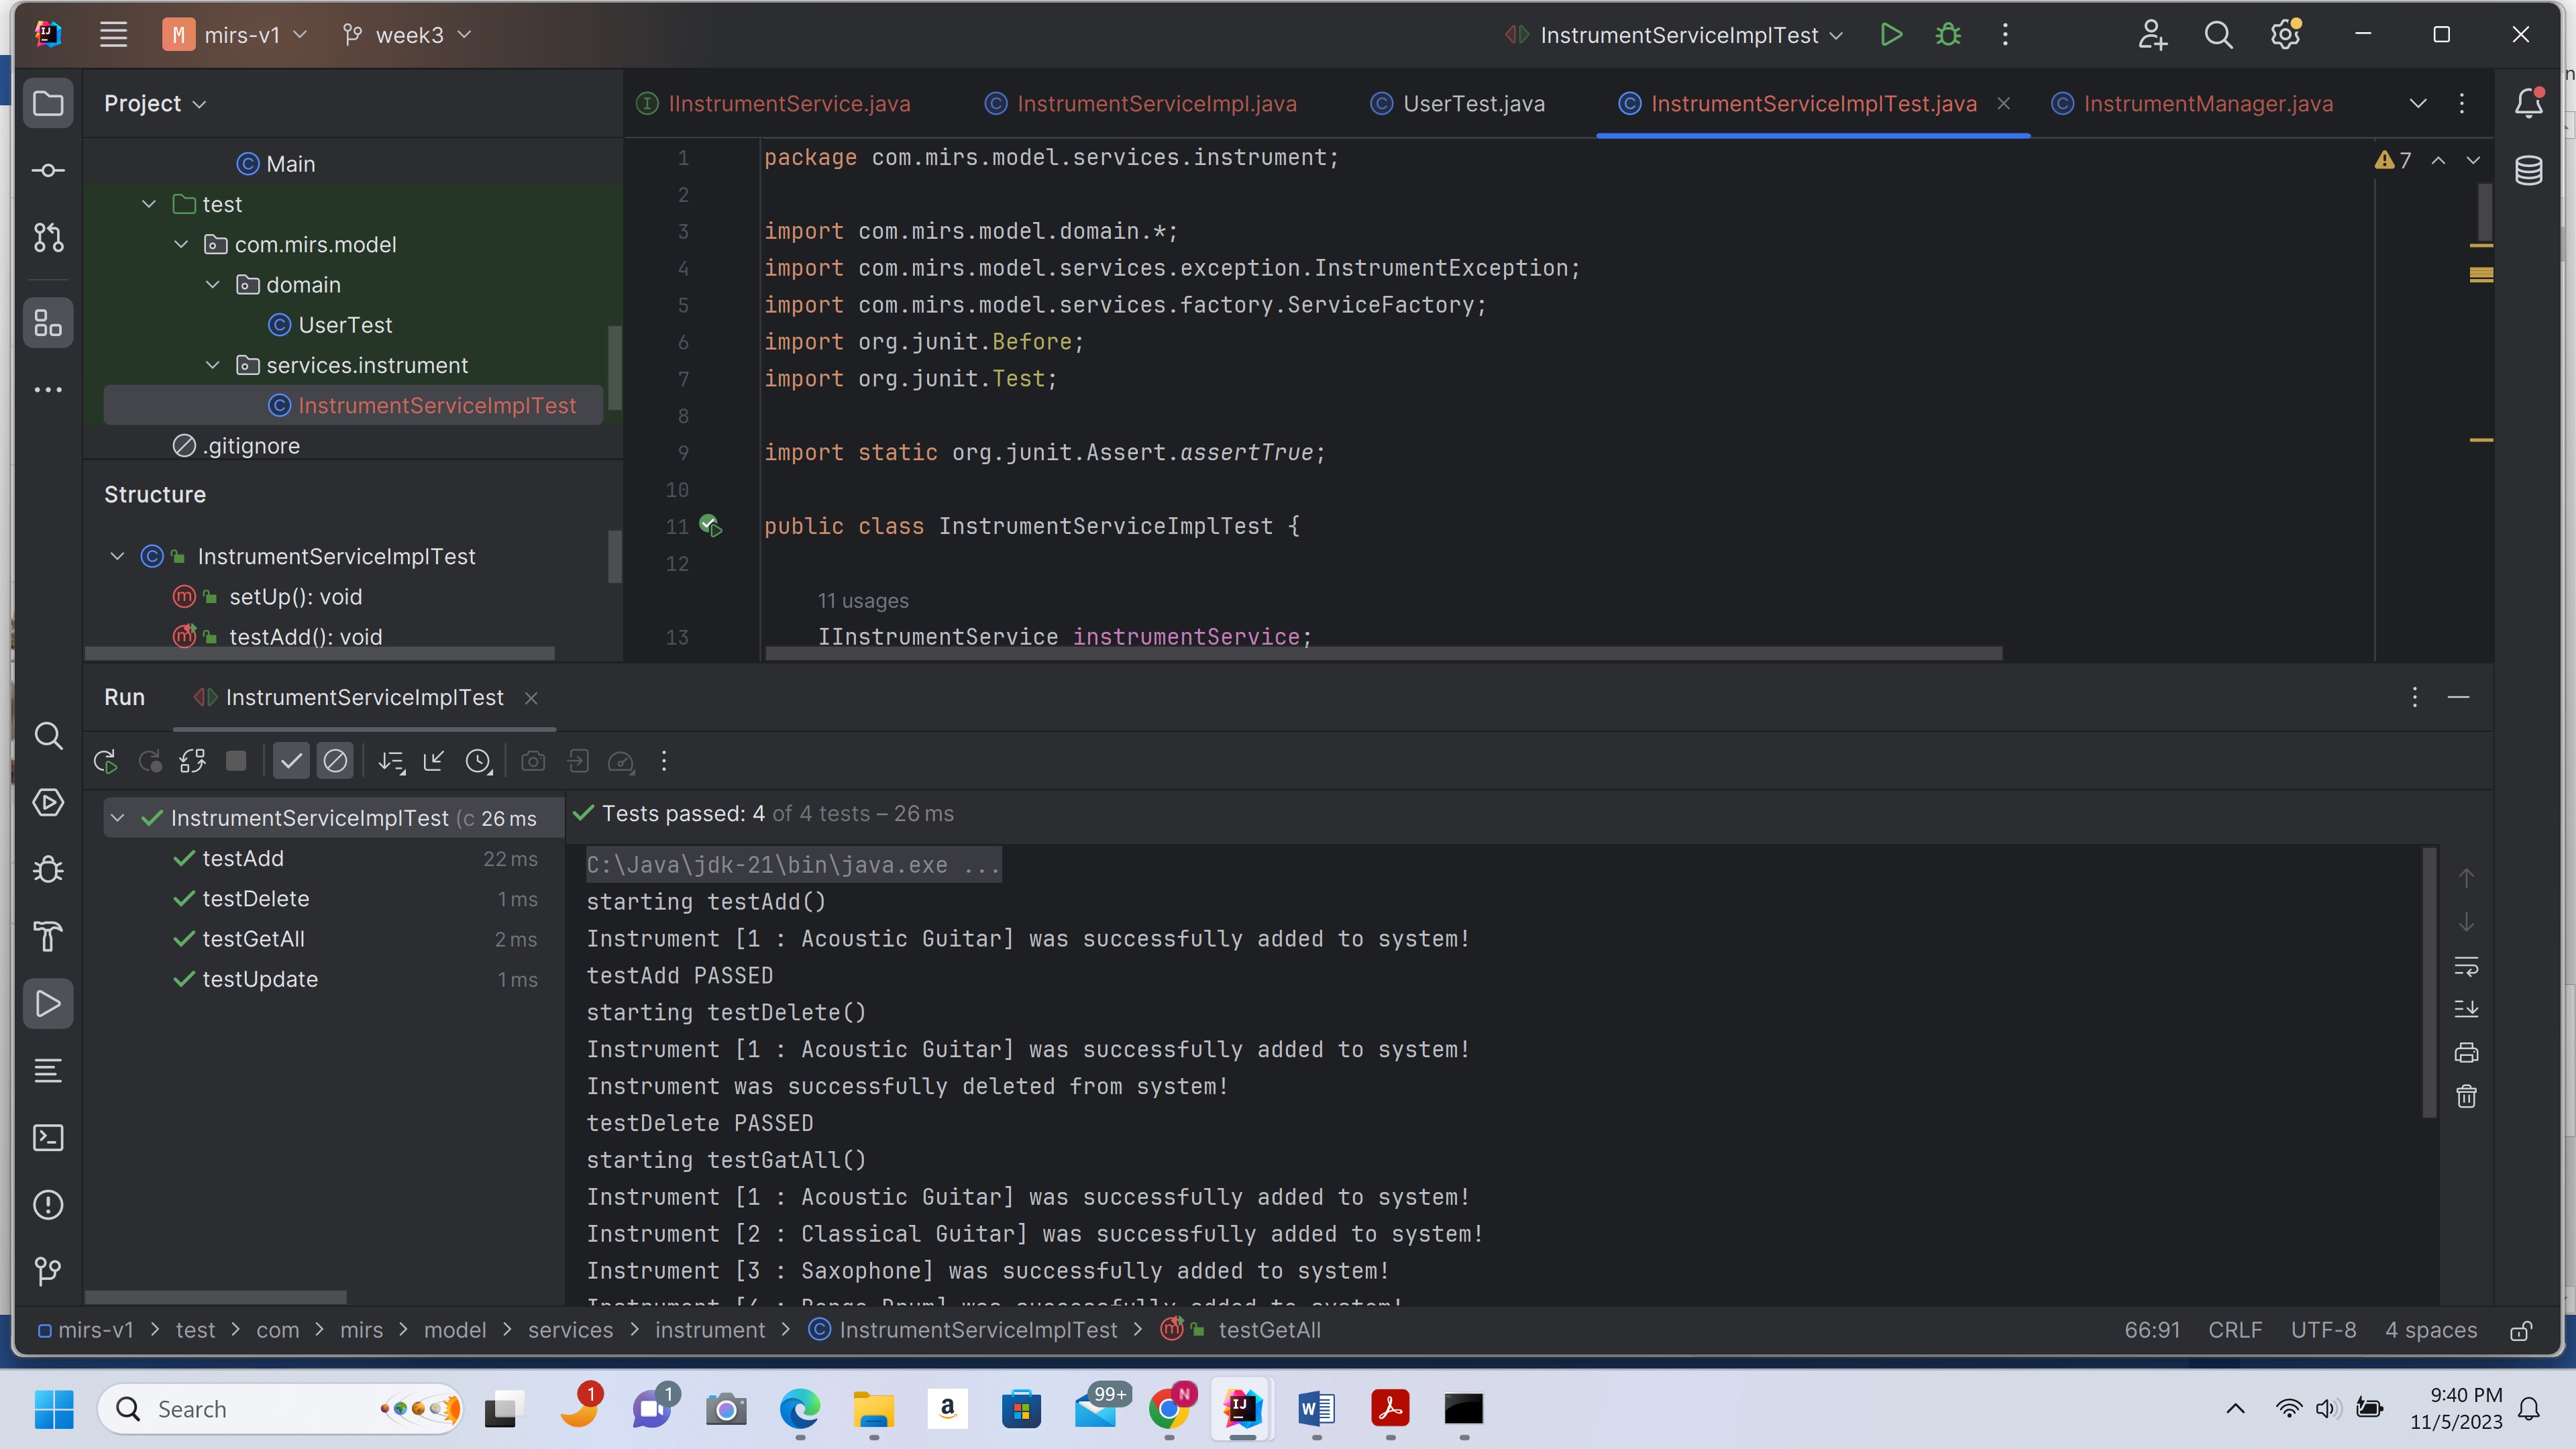 M mirs-v1 week3 InstrumentServiceImplTest
Project
IInstrumentService.java InstrumentServiceImpl.java UserTest.java InstrumentServiceImplTest.java InstrumentManager.java
Main
test
com.mirs.model
domain
UserTest
services.instrument
InstrumentServiceImplTest
.gitignore
Structure
InstrumentServiceImplTest
setUp(): void
testAdd(): void
7
1 package com.mirs.model.services.instrument;
2
3 import com.mirs.model.domain.*;
4 import com.mirs.model.services.exception.InstrumentException;
5 import com.mirs.model.services.factory.ServiceFactory;
6 import org.junit.Before;
7 import org.junit.Test;
8
9 import static org.junit.Assert.assertTrue;
10
11 public class InstrumentServiceImplTest {
12
11 usages
13 IInstrumentService instrumentService;
Run InstrumentServiceImplTest
InstrumentServiceImplTest (c 26 ms
testAdd 22 ms
testDelete 1 ms
testGetAll 2 ms
testUpdate 1 ms
Tests passed: 4 of 4 tests – 26 ms
C:\Java\jdk-21\bin\java.exe ...
starting testAdd()
Instrument [1 : Acoustic Guitar] was successfully added to system!
testAdd PASSED
starting testDelete()
Instrument [1 : Acoustic Guitar] was successfully added to system!
Instrument was successfully deleted from system!
testDelete PASSED
starting testGatAll()
Instrument [1 : Acoustic Guitar] was successfully added to system!
Instrument [2 : Classical Guitar] was successfully added to system!
Instrument [3 : Saxophone] was successfully added to system!
mirs-v1 > test > com > mirs > model > services > instrument > InstrumentServiceImplTest > testGetAll
66:91 CRLF UTF-8 4 spaces
Search
1
1
99+
N
9:40 PM
11/5/2023